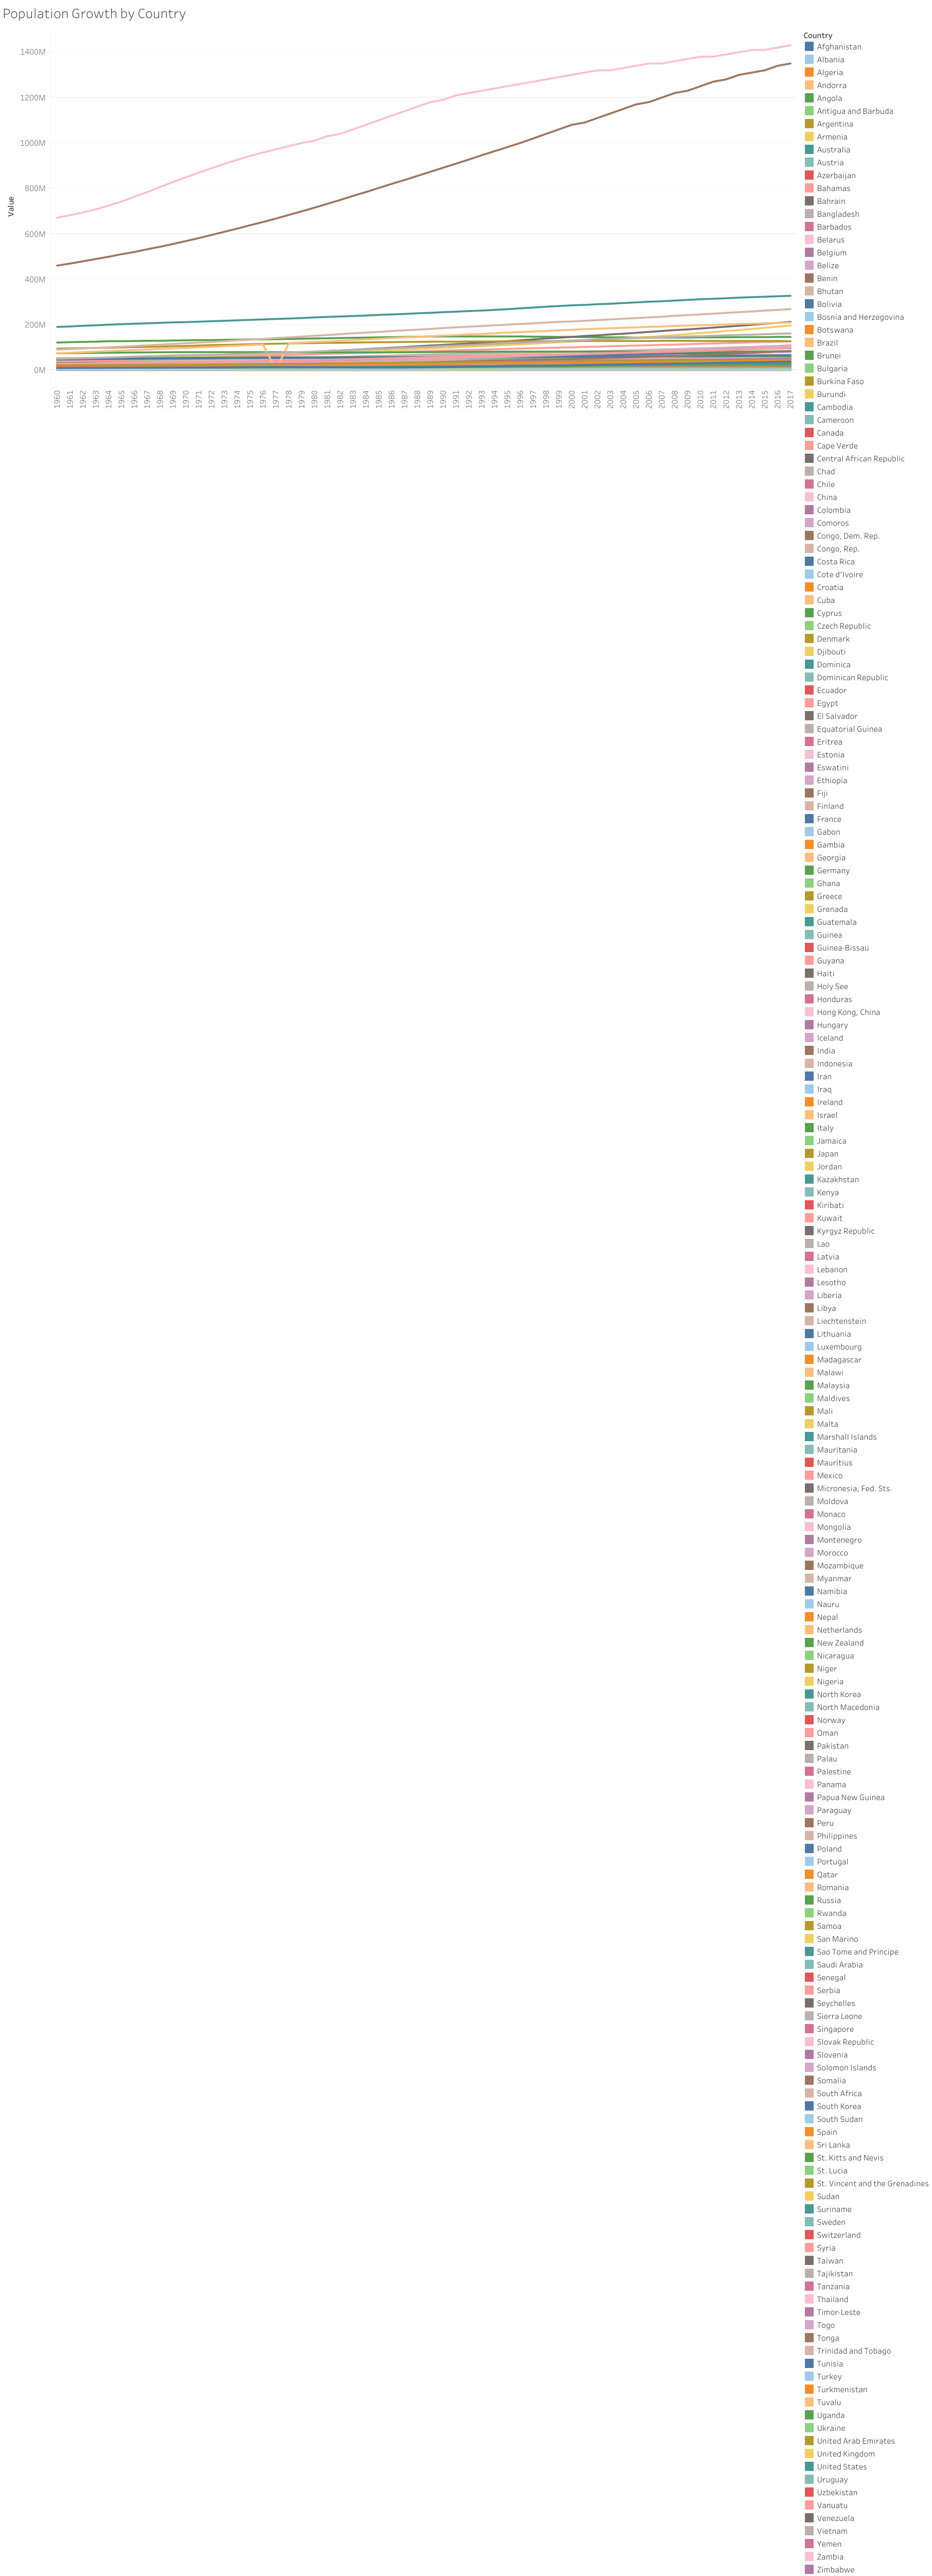 Population Growth by Country
Country
Value
1400M
1200M
1000M
800M
600M
400M
200M
0M
1960
1961
1962
1963
1964
1965
1966
1967
1968
1969
1970
1971
1972
1973
1974
1975
1976
1977
1978
1979
1980
1981
1982
1983
1984
1985
1986
1987
1988
1989
1990
1991
1992
1993
1994
1995
1996
1997
1998
1999
2000
2001
2002
2003
2004
2005
2006
2007
2008
2009
2010
2011
2012
2013
2014
2015
2016
2017
Afghanistan
Albania
Algeria
Andorra
Angola
Antigua and Barbuda
Argentina
Armenia
Australia
Austria
Azerbaijan
Bahamas
Bahrain
Bangladesh
Barbados
Belarus
Belgium
Belize
Benin
Bhutan
Bolivia
Bosnia and Herzegovina
Botswana
Brazil
Brunei
Bulgaria
Burkina Faso
Burundi
Cambodia
Cameroon
Canada
Cape Verde
Central African Republic
Chad
Chile
China
Colombia
Comoros
Congo, Dem. Rep.
Congo, Rep.
Costa Rica
Cote d'Ivoire
Croatia
Cuba
Cyprus
Czech Republic
Denmark
Djibouti
Dominica
Dominican Republic
Ecuador
Egypt
El Salvador
Equatorial Guinea
Eritrea
Estonia
Eswatini
Ethiopia
Fiji
Finland
France
Gabon
Gambia
Georgia
Germany
Ghana
Greece
Grenada
Guatemala
Guinea
Guinea-Bissau
Guyana
Haiti
Holy See
Honduras
Hong Kong, China
Hungary
Iceland
India
Indonesia
Iran
Iraq
Ireland
Israel
Italy
Jamaica
Japan
Jordan
Kazakhstan
Kenya
Kiribati
Kuwait
Kyrgyz Republic
Lao
Latvia
Lebanon
Lesotho
Liberia
Libya
Liechtenstein
Lithuania
Luxembourg
Madagascar
Malawi
Malaysia
Maldives
Mali
Malta
Marshall Islands
Mauritania
Mauritius
Mexico
Micronesia, Fed. Sts.
Moldova
Monaco
Mongolia
Montenegro
Morocco
Mozambique
Myanmar
Namibia
Nauru
Nepal
Netherlands
New Zealand
Nicaragua
Niger
Nigeria
North Korea
North Macedonia
Norway
Oman
Pakistan
Palau
Palestine
Panama
Papua New Guinea
Paraguay
Peru
Philippines
Poland
Portugal
Qatar
Romania
Russia
Rwanda
Samoa
San Marino
Sao Tome and Principe
Saudi Arabia
Senegal
Serbia
Seychelles
Sierra Leone
Singapore
Slovak Republic
Slovenia
Solomon Islands
Somalia
South Africa
South Korea
South Sudan
Spain
Sri Lanka
St. Kitts and Nevis
St. Lucia
St. Vincent and the Grenadines
Sudan
Suriname
Sweden
Switzerland
Syria
Taiwan
Tajikistan
Tanzania
Thailand
Timor-Leste
Togo
Tonga
Trinidad and Tobago
Tunisia
Turkey
Turkmenistan
Tuvalu
Uganda
Ukraine
United Arab Emirates
United Kingdom
United States
Uruguay
Uzbekistan
Vanuatu
Venezuela
Vietnam
Yemen
Zambia
Zimbabwe